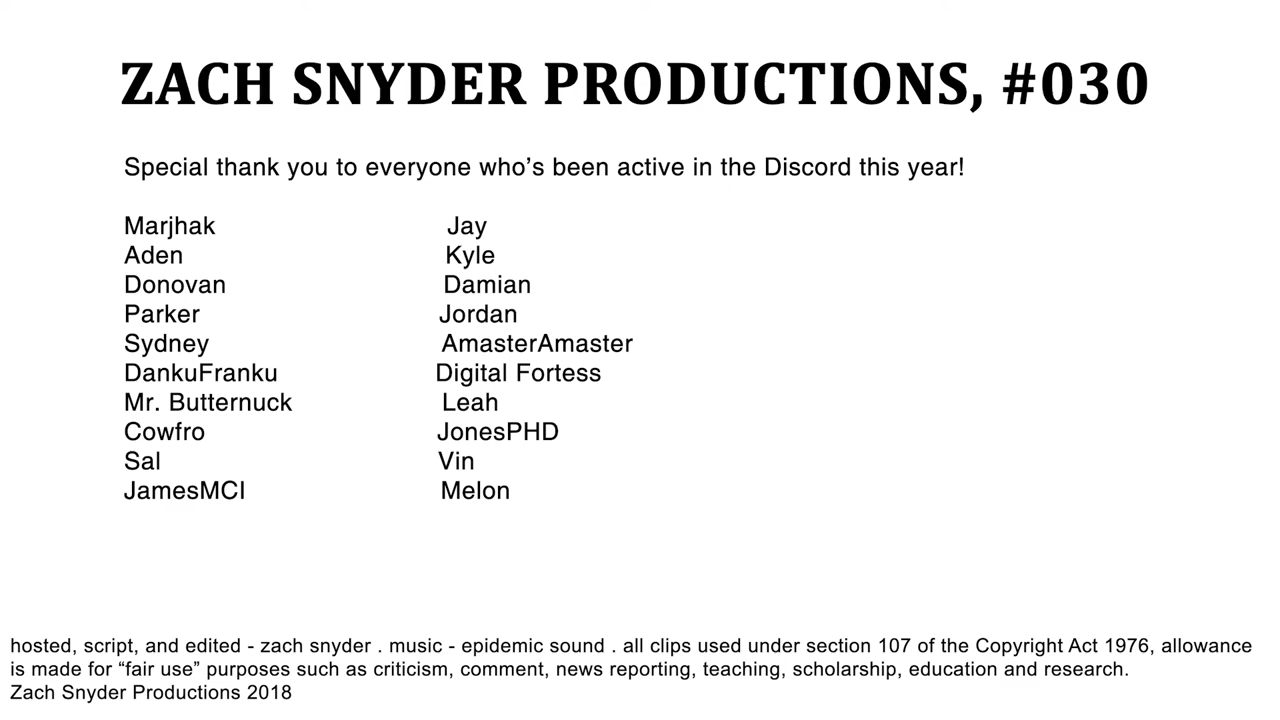 ZACH SNYDER PRODUCTIONS, #030
Special thank you to everyone who's been active in the Discord this year!
Marjhak Jay
Aden Kyle
Donovan Damian
Parker Jordan
Sydney AmasterAmaster
DankuFranku Digital Fortess
Mr. Butternuck Leah
Cowfro JonesPHD
Sal Vin
JamesMCI Melon
hosted, script, and edited - zach snyder . music - epidemic sound . all clips used under section 107 of the Copyright Act 1976, allowance
is made for “fair use” purposes such as criticism, comment, news reporting, teaching, scholarship, education and research.
Zach Snyder Productions 2018